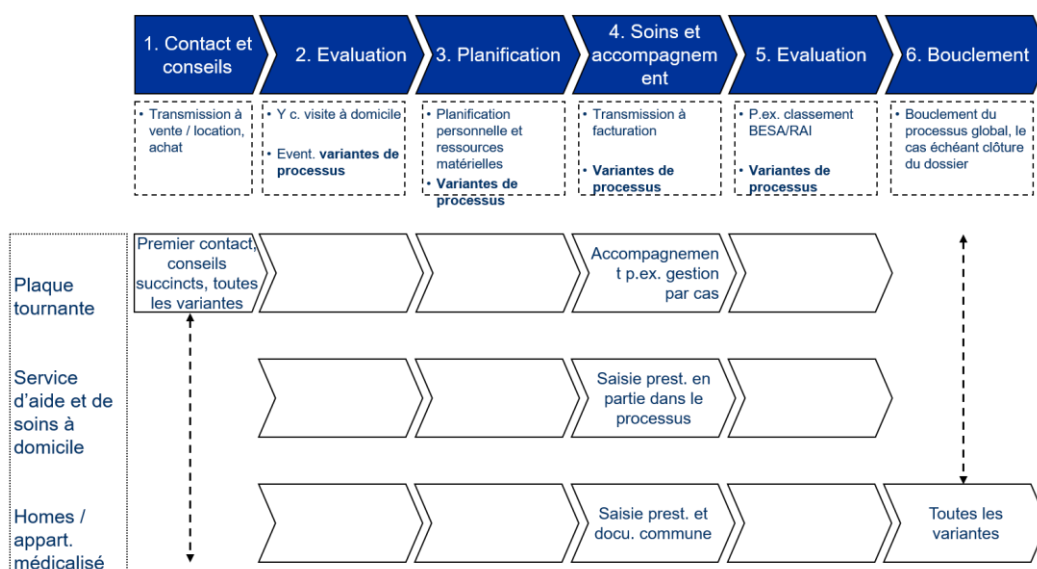 1. Contact et
conseils
2. Evaluation
3. Planification
4. Soins et
accompagnem
ent
5. Evaluation
6. Bouclement
• Transmission à
vente / location,
achat
• Y c. visite à domicile
• Event. variantes de
processus
• Planification
personnelle et
ressources
matérielles
• Variantes de
processus
• Transmission à
facturation
• Variantes de
processus
• P.ex. classement
BESA/RAI
• Variantes de
processus
• Bouclement du
processus global, le
cas échéant clôture
du dossier
Plaque
tournante
Premier contact,
conseils
succincts, toutes
les variantes
Accompagnemen
t p.ex. gestion
par cas
Service
d'aide et de
soins à
domicile
Saisie prest. en
partie dans le
processus
Homes /
appart.
médicalisé
Saisie prest. et
docu. commune
Toutes les
variantes